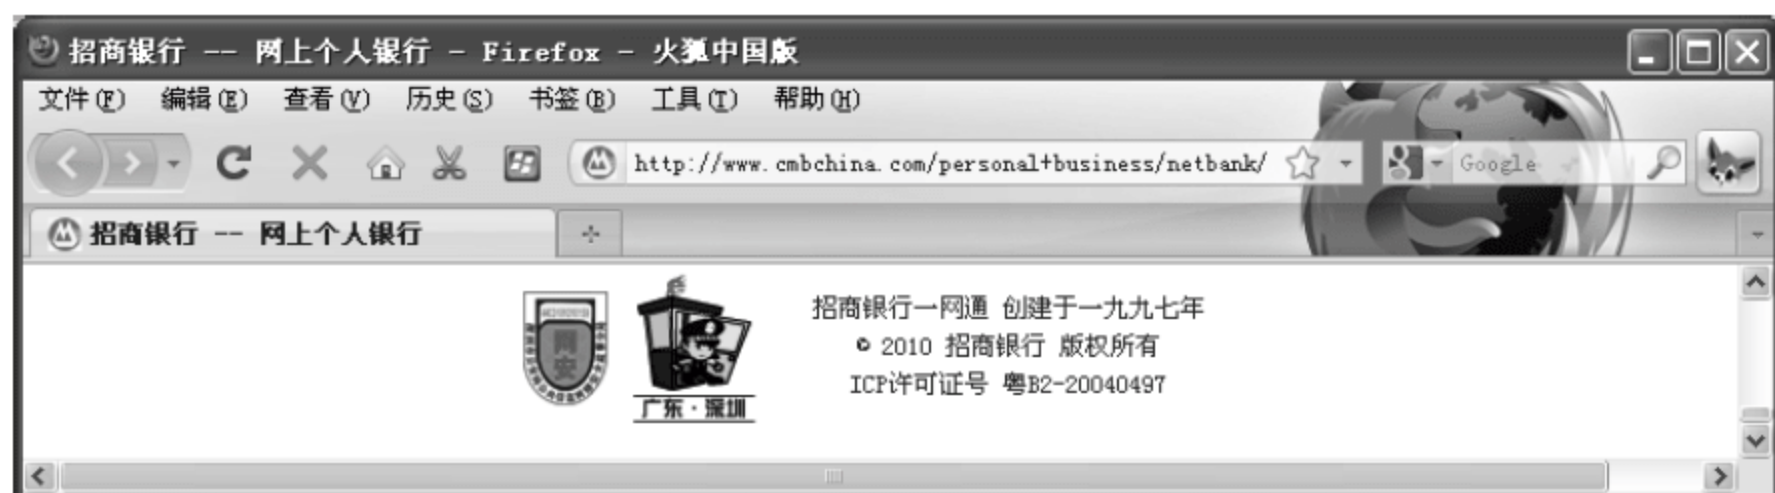 招商银行 -- 网上个人银行 - Firefox - 火狐中国版
文件(F) 编辑(E) 查看(V) 历史(S) 书签(B) 工具(T) 帮助(H)
http://www.cmbchina.com/personal+business/netbank/ Google
招商银行 -- 网上个人银行
招商银行一网通 创建于一九九七年
© 2010 招商银行 版权所有
ICP许可证号 粤B2-20040497
网安
广东·深圳